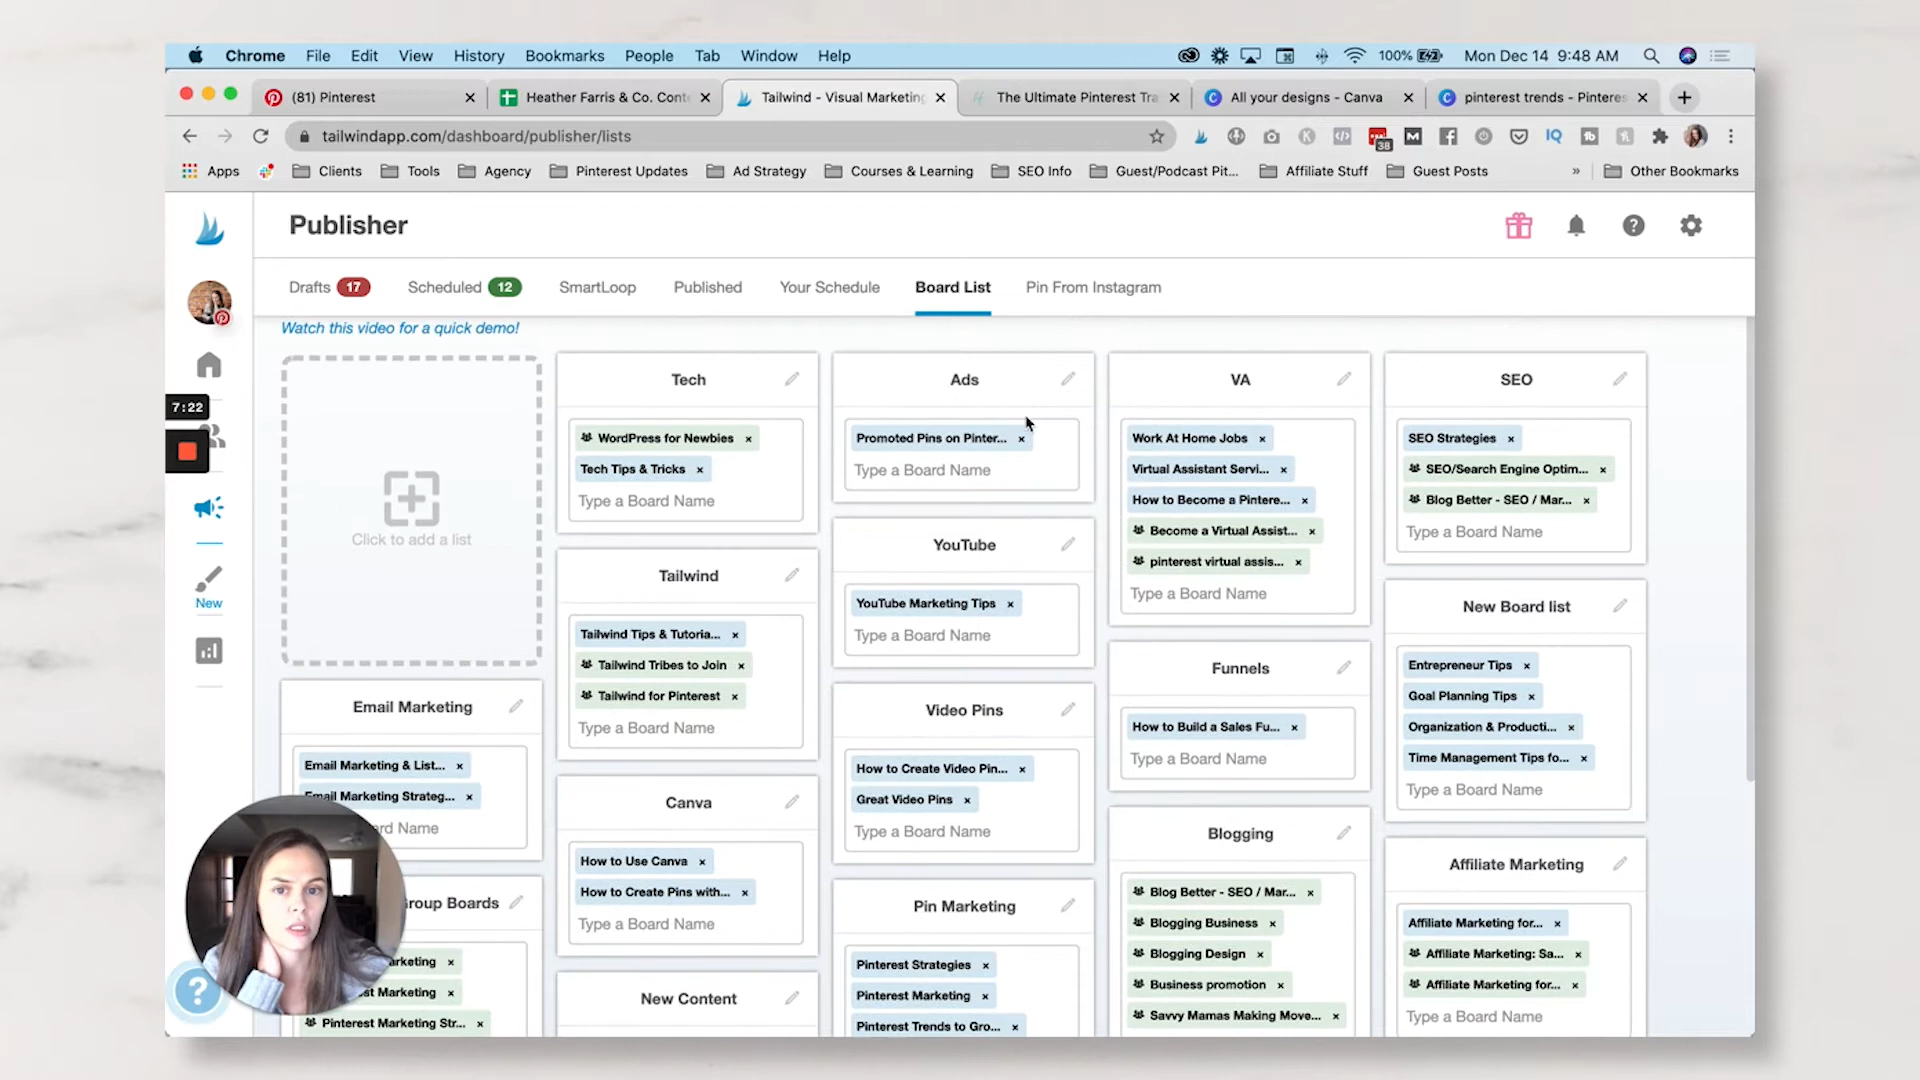 Chrome File Edit View History Bookmarks People Tab Window Help
100% Mon Dec 14 9:48 AM
(81) Pinterest
Heather Farris & Co. Cont
Tailwind - Visual Marketing
The Ultimate Pinterest Tra
All your designs - Canva
pinterest trends - Pinteres
tailwindapp.com/dashboard/publisher/lists
38
IQ
Apps Clients Tools Agency Pinterest Updates Ad Strategy Courses & Learning SEO Info Guest/Podcast Pit... Affiliate Stuff Guest Posts » Other Bookmarks
Publisher
Drafts 17 Scheduled 12 SmartLoop Published Your Schedule Board List Pin From Instagram
Watch this video for a quick demo!
7:22
New
Click to add a list
Email Marketing
Email Marketing & List... ×
Email Marketing Strateg... ×
rd Name
Group Boards
arketing ×
st Marketing ×
Pinterest Marketing Str... ×
Tech
WordPress for Newbies ×
Tech Tips & Tricks ×
Type a Board Name
Tailwind
Tailwind Tips & Tutoria... ×
Tailwind Tribes to Join ×
Tailwind for Pinterest ×
Type a Board Name
Canva
How to Use Canva ×
How to Create Pins with... ×
Type a Board Name
New Content
Ads
Promoted Pins on Pinter... ×
Type a Board Name
YouTube
YouTube Marketing Tips ×
Type a Board Name
Video Pins
How to Create Video Pin... ×
Great Video Pins ×
Type a Board Name
Pin Marketing
Pinterest Strategies ×
Pinterest Marketing ×
Pinterest Trends to Gro... ×
VA
Work At Home Jobs ×
Virtual Assistant Servi... ×
How to Become a Pintere... ×
Become a Virtual Assist... ×
pinterest virtual assis... ×
Type a Board Name
Funnels
How to Build a Sales Fu... ×
Type a Board Name
Blogging
Blog Better - SEO / Mar... ×
Blogging Business ×
Blogging Design ×
Business promotion ×
Savvy Mamas Making Move... ×
SEO
SEO Strategies ×
SEO/Search Engine Optim... ×
Blog Better - SEO / Mar... ×
Type a Board Name
New Board list
Entrepreneur Tips ×
Goal Planning Tips ×
Organization & Producti... ×
Time Management Tips fo... ×
Type a Board Name
Affiliate Marketing
Affiliate Marketing for... ×
Affiliate Marketing: Sa... ×
Affiliate Marketing for... ×
Type a Board Name
?